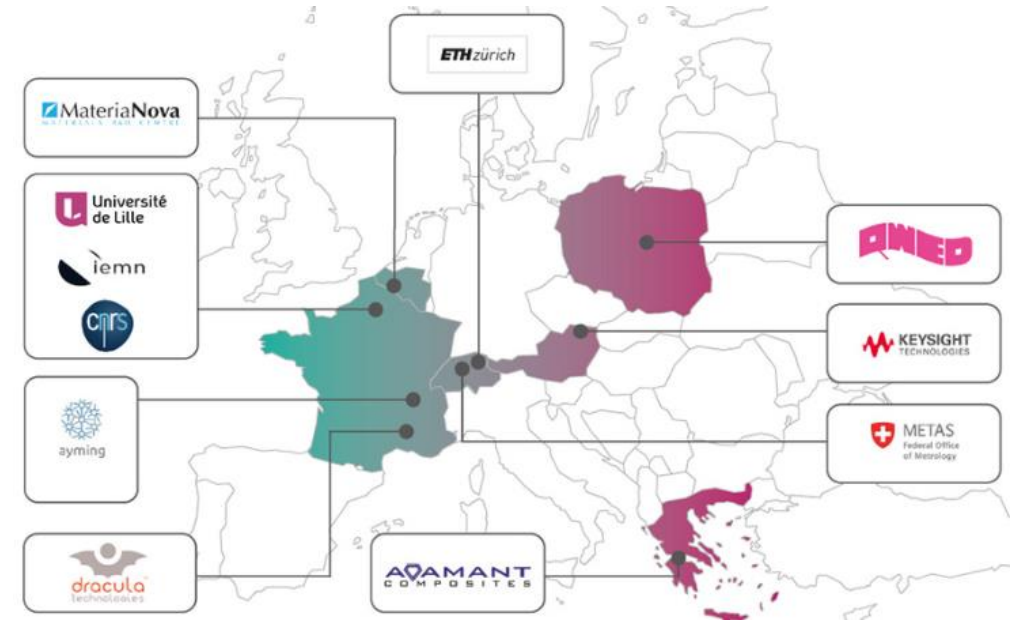 ETH zürich
MateriaNova
MATERIALS R&D CENTRE
Université
de Lille
iemn
cnrs
ayming
dracula
technologies
ADAMANT
COMPOSITES
QWED
KEYSIGHT
TECHNOLOGIES
METAS
Federal Office
of Metrology